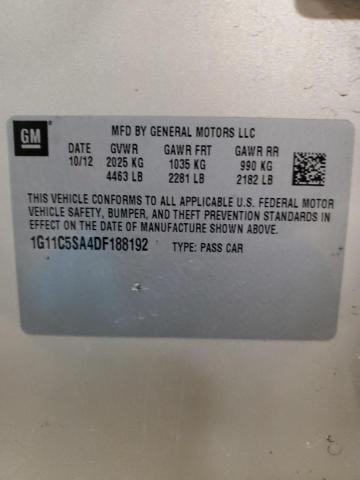 GM
MFD BY GENERAL MOTORS LLC
DATE GVWR GAWR FRT GAWR RR
10/12 2025 KG 1035 KG 990 KG
4463 LB 2281 LB 2182 LB
THIS VEHICLE CONFORMS TO ALL APPLICABLE U.S. FEDERAL MOTOR
VEHICLE SAFETY, BUMPER, AND THEFT PREVENTION STANDARDS IN
EFFECT ON THE DATE OF MANUFACTURE SHOWN ABOVE.
1G11C5SA4DF188192 TYPE: PASS CAR